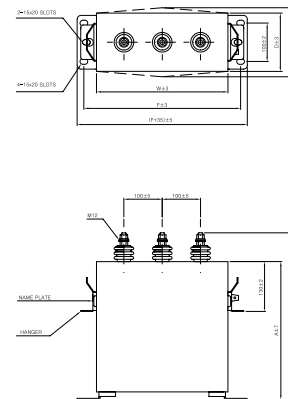 2-15x20 SLOTS
100±2
D±3
4-15x20 SLOTS
W±3
F±3
(F+35)±5
100±5
100±5
M12
NAME PLATE
130±2
A±7
HANGER